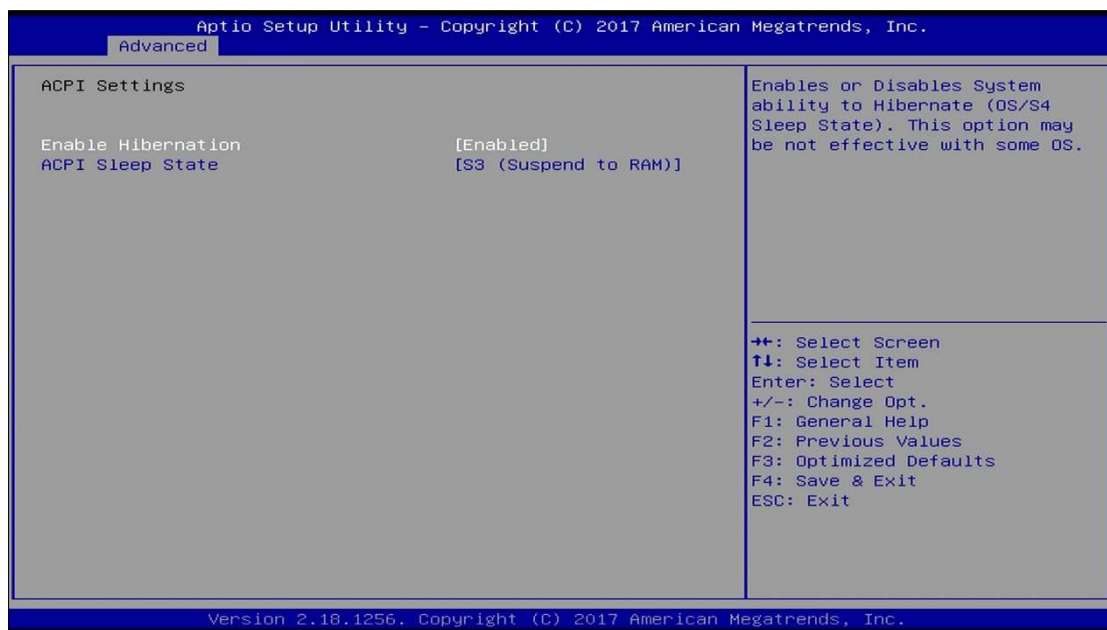 Aptio Setup Utility – Copyright (C) 2017 American Megatrends, Inc.
Advanced
ACPI Settings
Enable Hibernation [Enabled]
ACPI Sleep State [S3 (Suspend to RAM)]
Enables or Disables System
ability to Hibernate (OS/S4
Sleep State). This option may
be not effective with some OS.
→←: Select Screen
↑↓: Select Item
Enter: Select
+/-: Change Opt.
F1: General Help
F2: Previous Values
F3: Optimized Defaults
F4: Save & Exit
ESC: Exit
Version 2.18.1256. Copyright (C) 2017 American Megatrends, Inc.